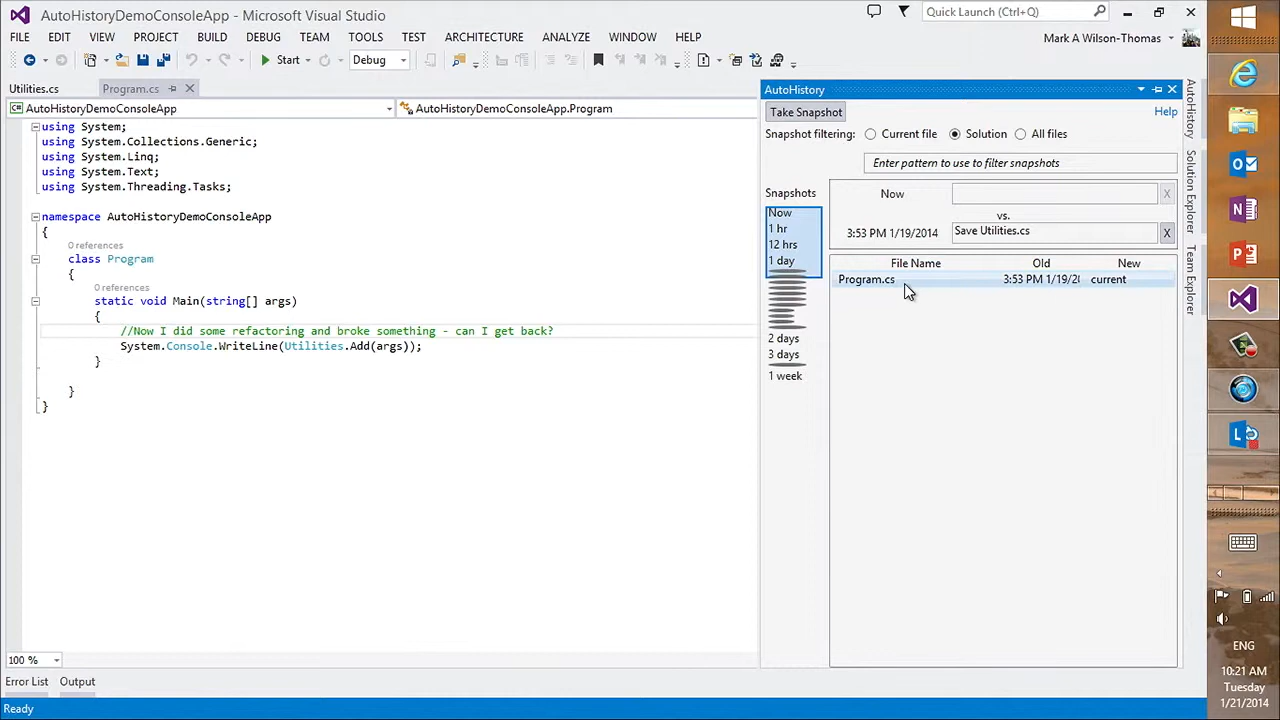 AutoHistoryDemoConsoleApp - Microsoft Visual Studio
Quick Launch (Ctrl+Q)
FILE EDIT VIEW PROJECT BUILD DEBUG TEAM TOOLS TEST ARCHITECTURE ANALYZE WINDOW HELP
Mark A Wilson-Thomas
Start Debug
Utilities.cs Program.cs
AutoHistoryDemoConsoleApp AutoHistoryDemoConsoleApp.Program
using System;
using System.Collections.Generic;
using System.Linq;
using System.Text;
using System.Threading.Tasks;
namespace AutoHistoryDemoConsoleApp
{
0 references
class Program
{
0 references
static void Main(string[] args)
{
//Now I did some refactoring and broke something - can I get back?
System.Console.WriteLine(Utilities.Add(args));
}
}
}
100 %
Error List Output
Ready
AutoHistory
Take Snapshot Help
Snapshot filtering: Current file Solution All files
Enter pattern to use to filter snapshots
Snapshots
Now
1 hr
12 hrs
1 day
2 days
3 days
1 week
Now X
vs.
3:53 PM 1/19/2014 Save Utilities.cs X
File Name Old New
Program.cs 3:53 PM 1/19/20 current
AutoHistory
Solution Explorer
Team Explorer
ENG
10:21 AM
Tuesday
1/21/2014